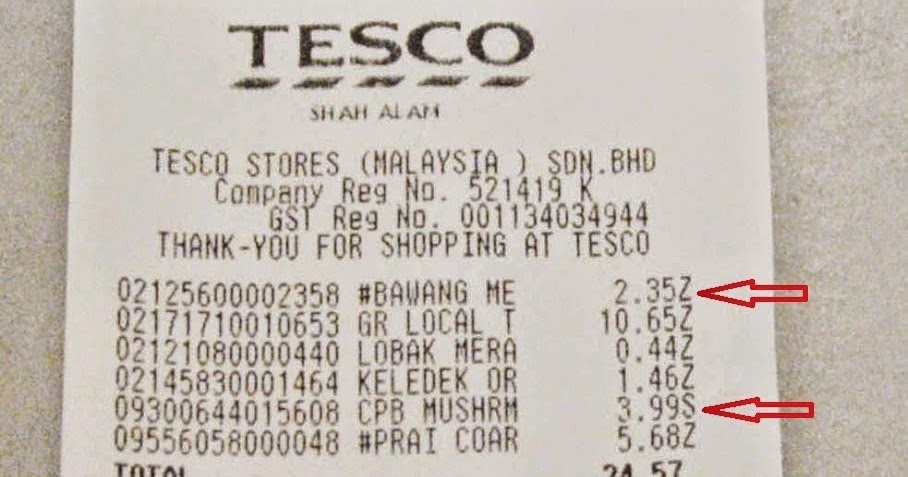 TESCO
SHAH ALAM
TESCO STORES (MALAYSIA ) SDN.BHD
Company Reg No. 521419 K
GST Reg No. 001134034944
THANK-YOU FOR SHOPPING AT TESCO
02125600002358 #BAWANG ME 2.35Z
02171710010653 GR LOCAL T 10.65Z
02121080000440 LOBAK MERA 0.44Z
02145830001464 KELEDEK OR 1.46Z
09300644015608 CPB MUSHRM 3.99S
09556058000048 #PRAI COAR 5.68Z
TOTAL 24.57